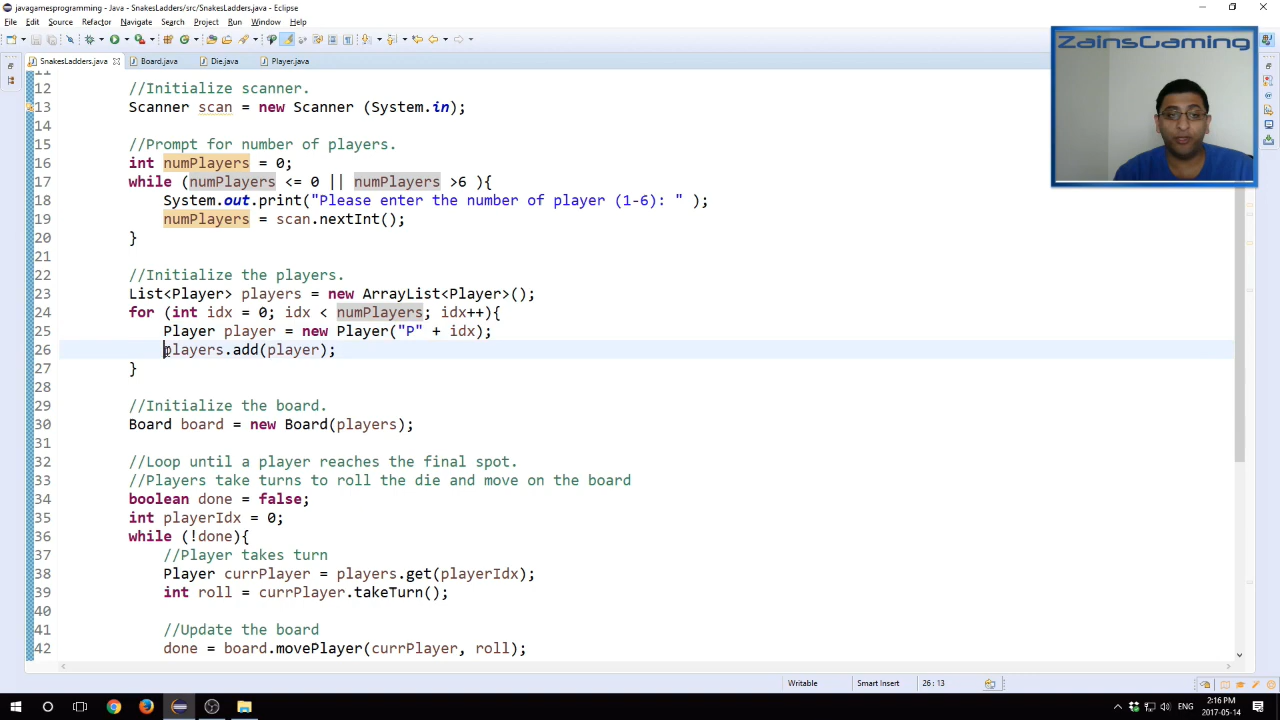 javagamesprogramming - Java - SnakesLadders/src/SnakesLadders.java - Eclipse
File Edit Source Refactor Navigate Search Project Run Window Help
SnakesLadders.java Board.java Die.java Player.java
ZainsGaming
11
12 //Initialize scanner.
13 Scanner scan = new Scanner (System.in);
14
15 //Prompt for number of players.
16 int numPlayers = 0;
17 while (numPlayers <= 0 || numPlayers >6 ){
18 System.out.print("Please enter the number of player (1-6): " );
19 numPlayers = scan.nextInt();
20 }
21
22 //Initialize the players.
23 List<Player> players = new ArrayList<Player>();
24 for (int idx = 0; idx < numPlayers; idx++){
25 Player player = new Player("P" + idx);
26 players.add(player);
27 }
28
29 //Initialize the board.
30 Board board = new Board(players);
31
32 //Loop until a player reaches the final spot.
33 //Players take turns to roll the die and move on the board
34 boolean done = false;
35 int playerIdx = 0;
36 while (!done){
37 //Player takes turn
38 Player currPlayer = players.get(playerIdx);
39 int roll = currPlayer.takeTurn();
40
41 //Update the board
42 done = board.movePlayer(currPlayer, roll);
Writable Smart Insert 26 : 13
ENG 2:16 PM
2017-05-14